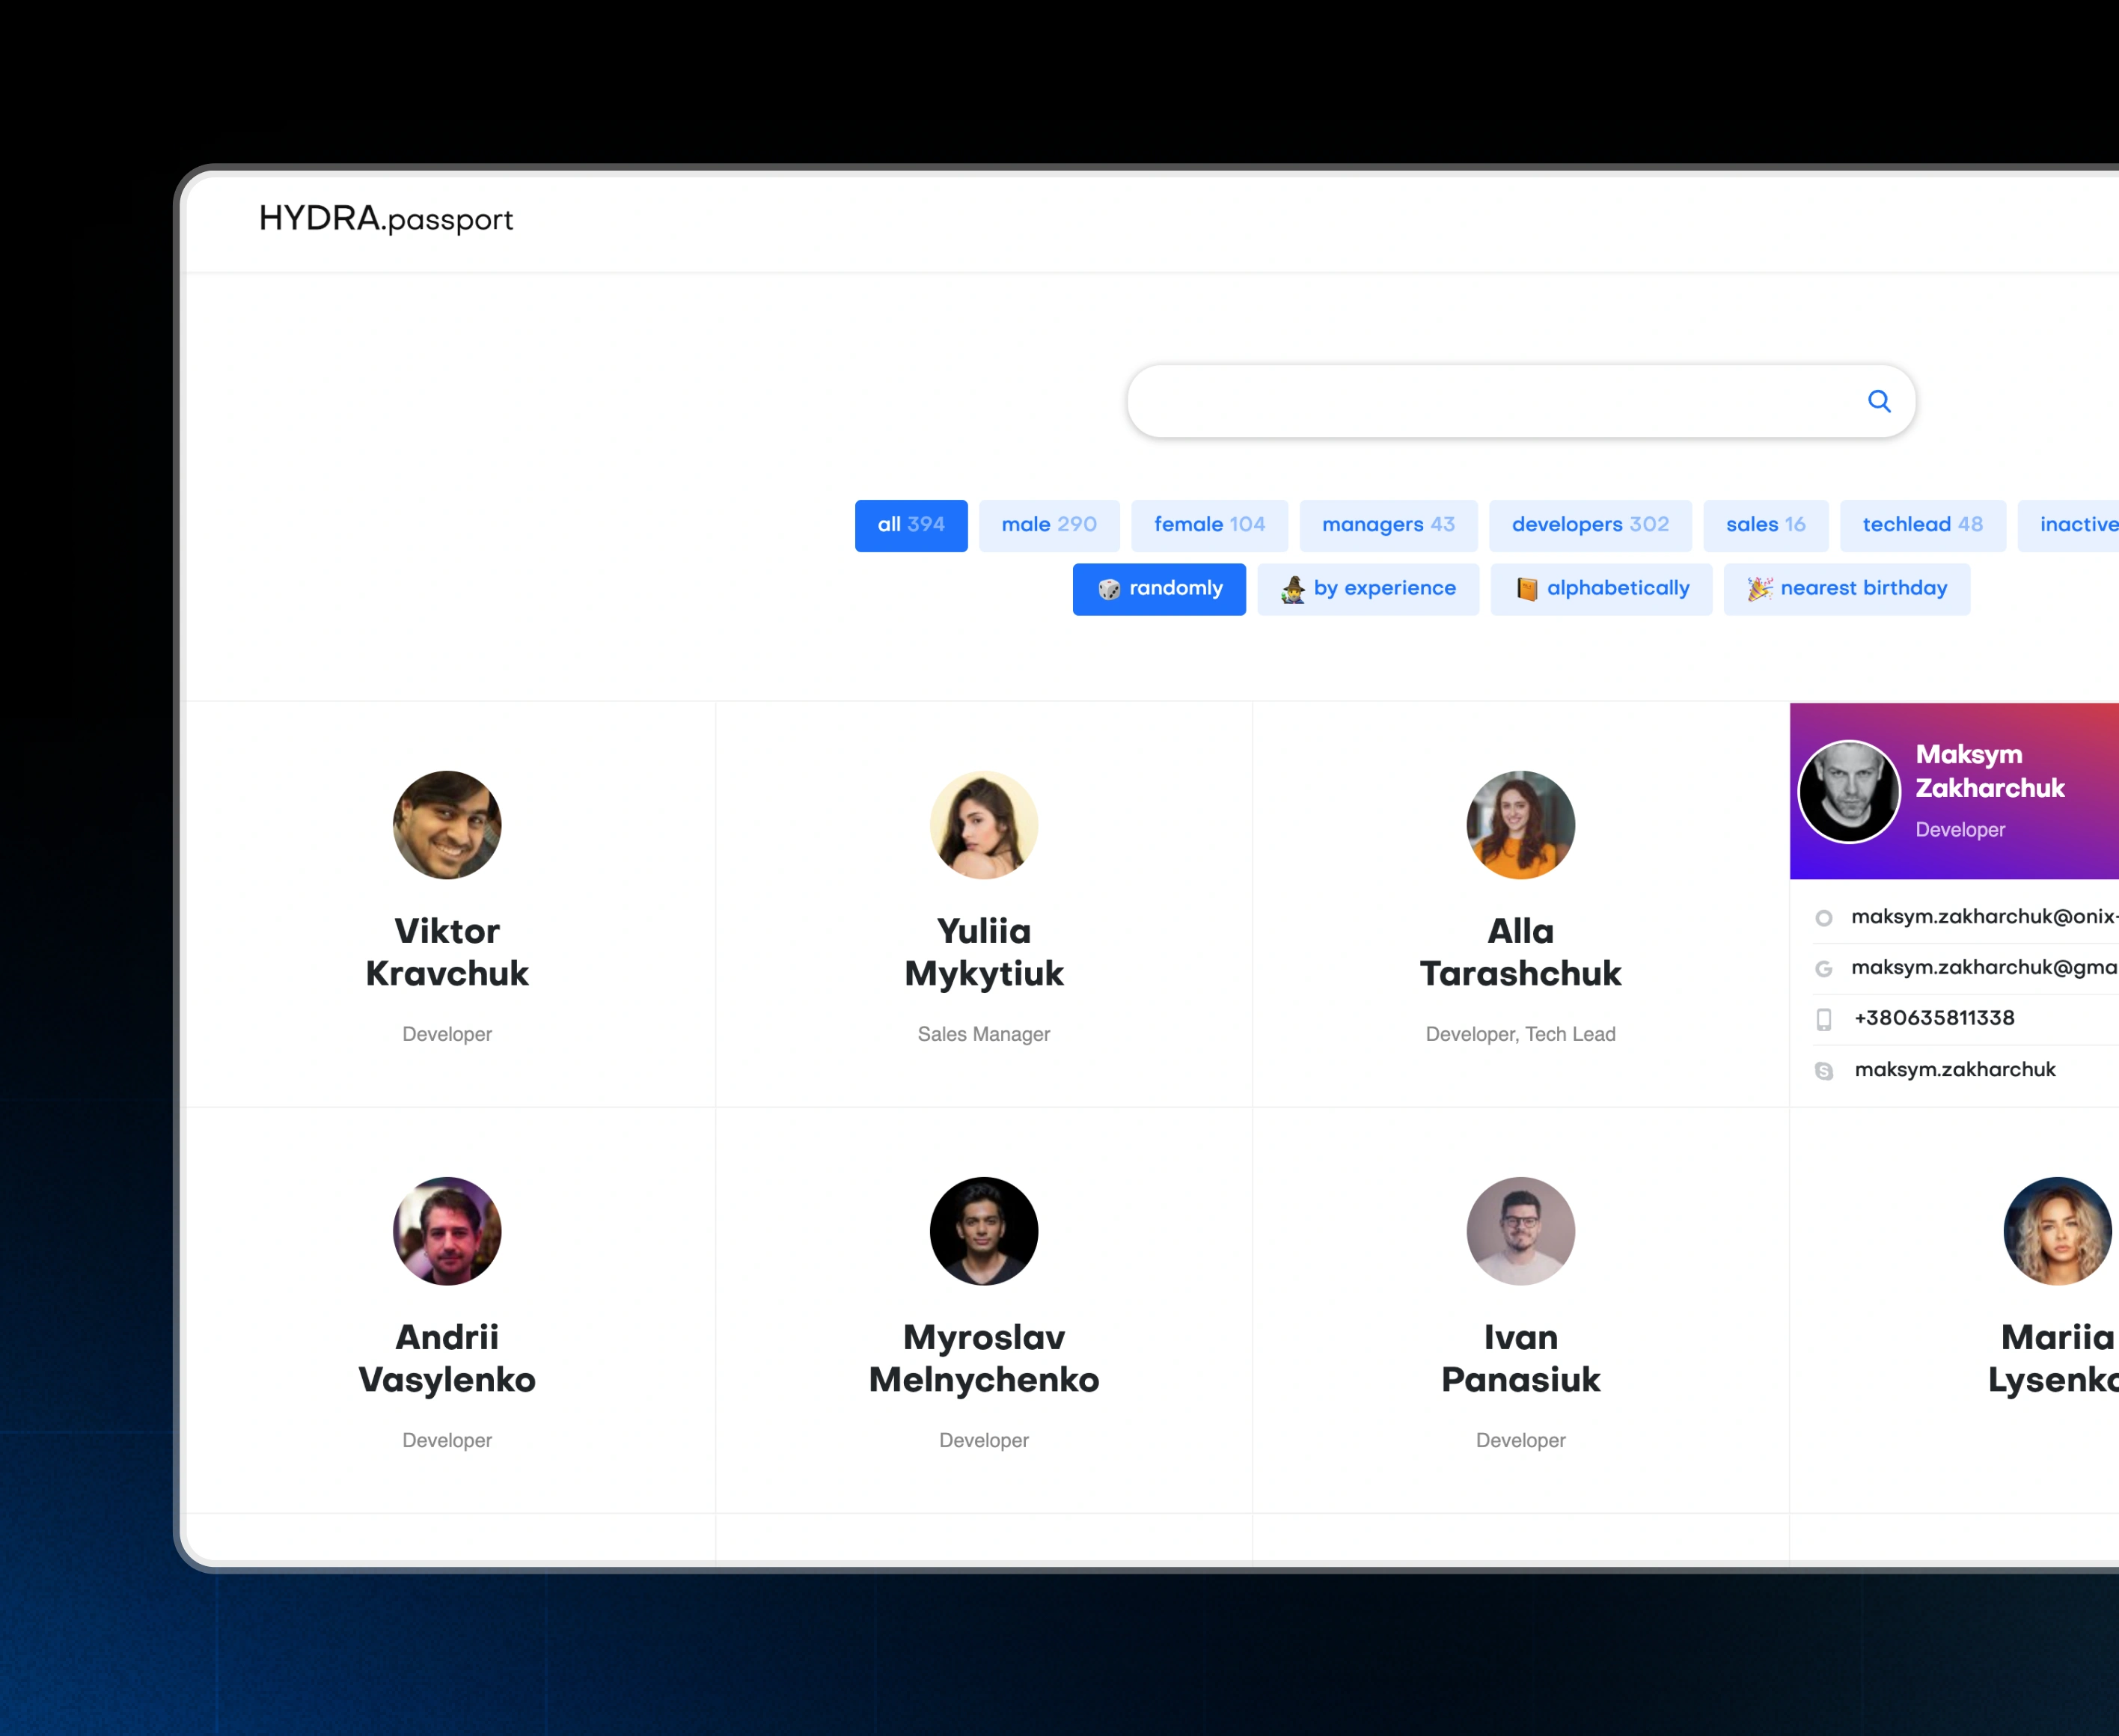 HYDRA.passport
all 394 male 290 female 104 managers 43 developers 302 sales 16 techlead 48 inactive
randomly by experience alphabetically nearest birthday
Viktor
Kravchuk
Developer
Yuliia
Mykytiuk
Sales Manager
Alla
Tarashchuk
Developer, Tech Lead
Maksym
Zakharchuk
Developer
maksym.zakharchuk@onix-
maksym.zakharchuk@gma
+380635811338
maksym.zakharchuk
Andrii
Vasylenko
Developer
Myroslav
Melnychenko
Developer
Ivan
Panasiuk
Developer
Mariia
Lysenko